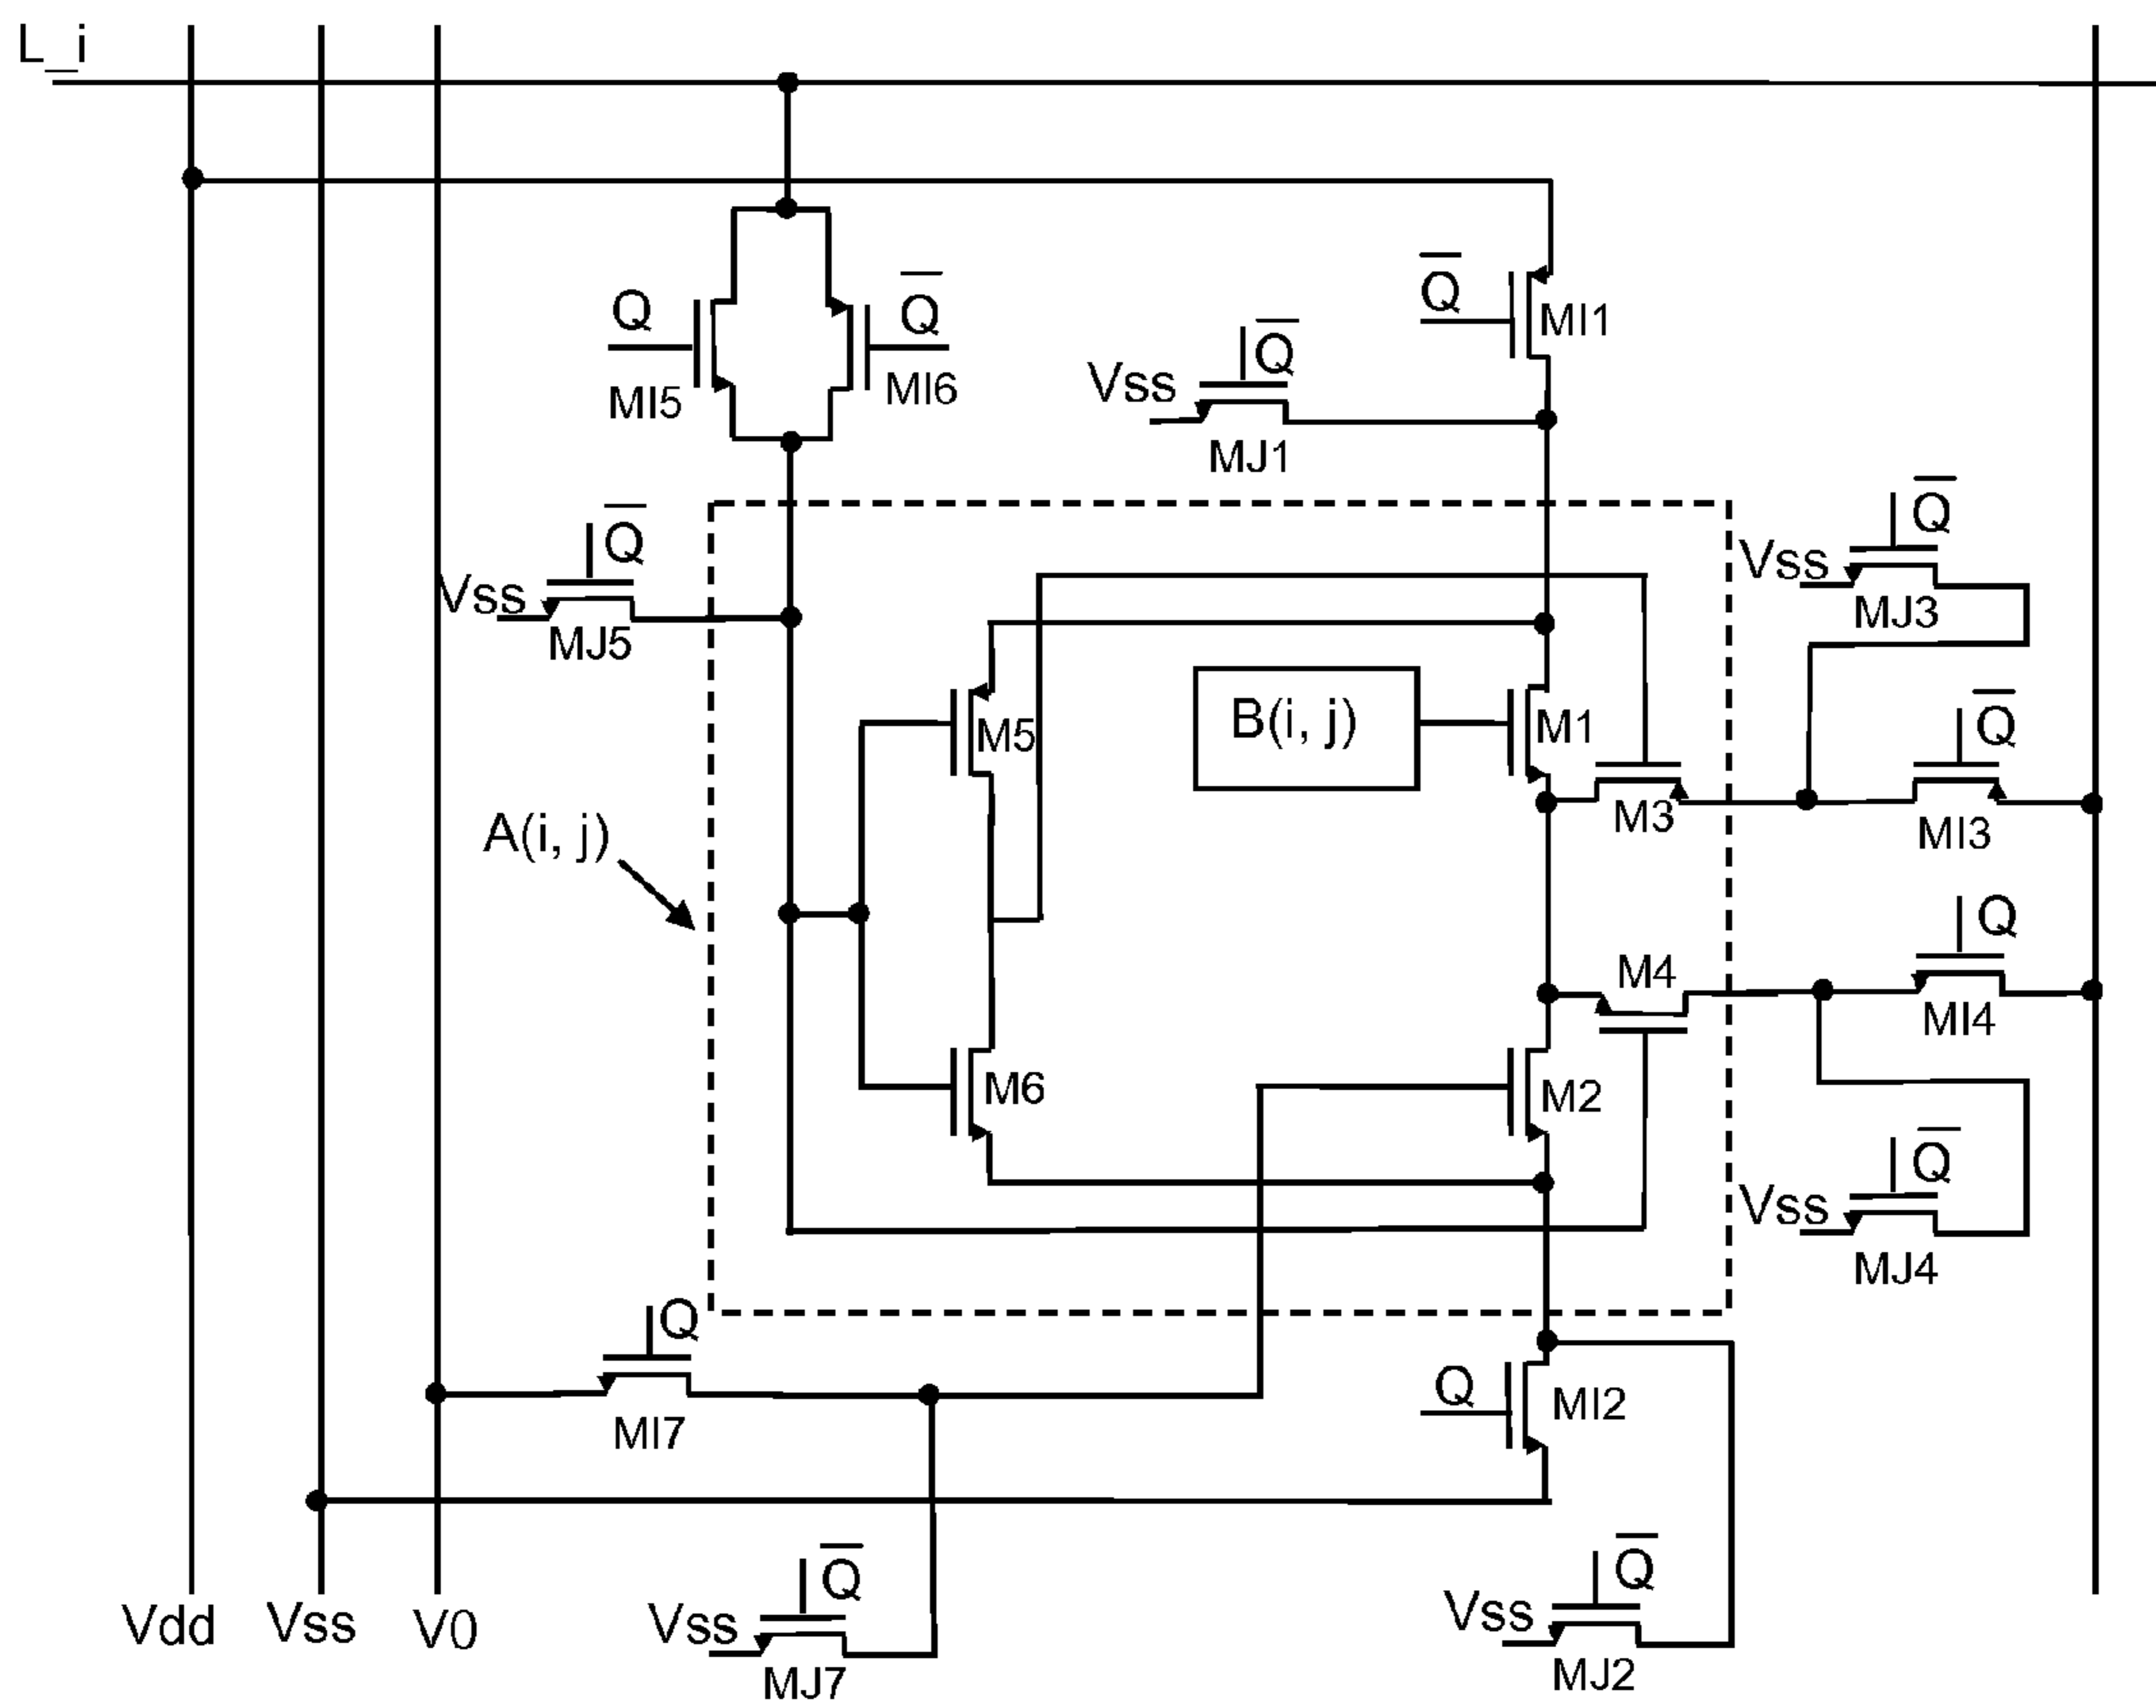 L_i
Q̅
MI1
Q
MI5
Q̅
MI6
Vss
Q̅
MJ1
Vss
Q̅
MJ5
Vss
Q̅
MJ3
M5
B(i, j)
M1
M3
Q̅
MI3
A(i, j)
M4
Q
MI4
M6
M2
Vss
Q̅
MJ4
Q
MI7
Q
MI2
Vdd
Vss
V0
Vss
Q̅
MJ7
Vss
Q̅
MJ2